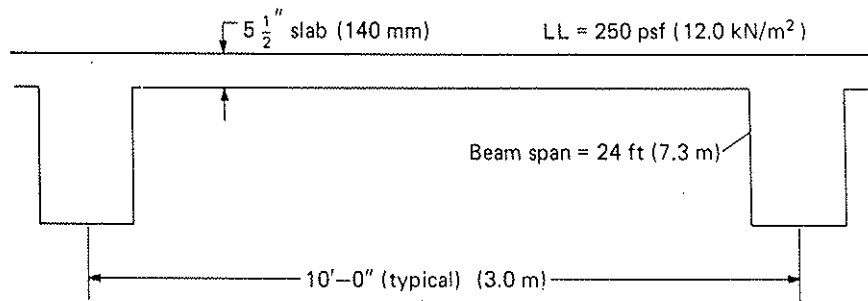 5 1/2" slab (140 mm)
LL = 250 psf (12.0 kN/m²)
Beam span = 24 ft (7.3 m)
10'–0" (typical) (3.0 m)